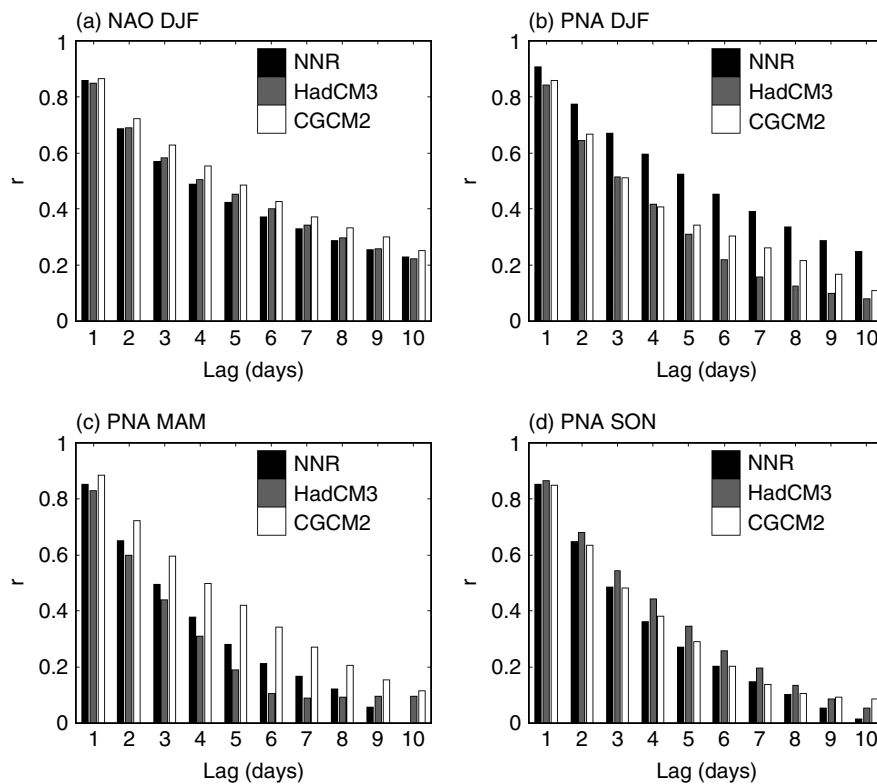 (a) NAO DJF
1
0.8
0.6
0.4
0.2
0
r
NNR
HadCM3
CGCM2
1 2 3 4 5 6 7 8 9 10
Lag (days)
(b) PNA DJF
1
0.8
0.6
0.4
0.2
0
r
NNR
HadCM3
CGCM2
1 2 3 4 5 6 7 8 9 10
Lag (days)
(c) PNA MAM
1
0.8
0.6
0.4
0.2
0
r
NNR
HadCM3
CGCM2
1 2 3 4 5 6 7 8 9 10
Lag (days)
(d) PNA SON
1
0.8
0.6
0.4
0.2
0
r
NNR
HadCM3
CGCM2
1 2 3 4 5 6 7 8 9 10
Lag (days)